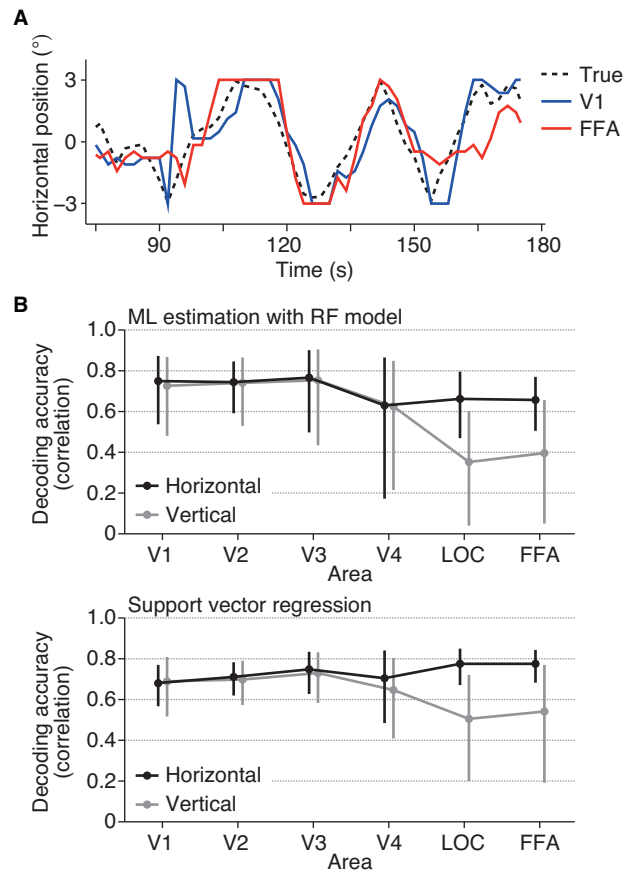 A
Horizontal position (°)
3
0
−3
90
120
150
180
Time (s)
True
V1
FFA
B
ML estimation with RF model
Decoding accuracy
(correlation)
1.0
0.8
0.6
0.4
0.2
0
Horizontal
Vertical
V1
V2
V3
V4
LOC
FFA
Area
Support vector regression
Decoding accuracy
(correlation)
1.0
0.8
0.6
0.4
0.2
0
Horizontal
Vertical
V1
V2
V3
V4
LOC
FFA
Area